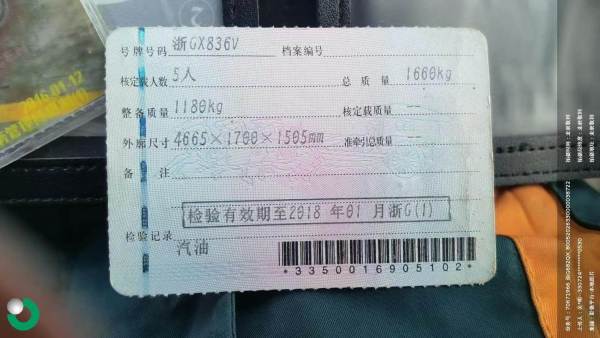 号牌号码 浙GX836V 档案编号
核定载人数 5人 总质量 1660kg
整备质量 1180kg 核定载质量 --
外廓尺寸 4665×1700×1505mm 准牵引总质量 --
备注
检验有效期至2018年01月浙G(1)
检验记录
汽油
*3350016905102*